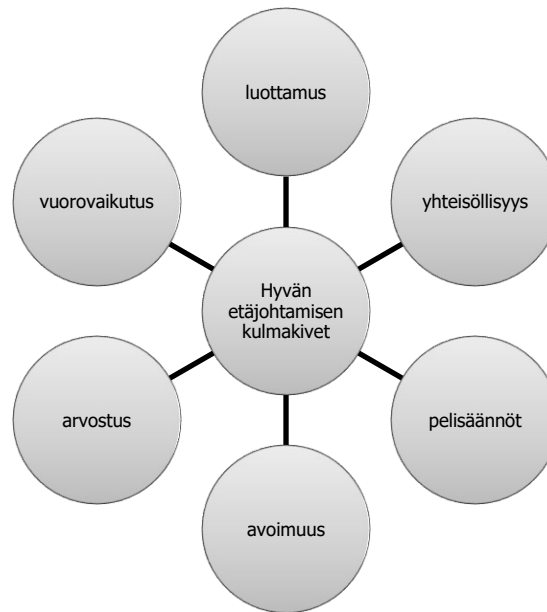 luottamus
vuorovaikutus
yhteisöllisyys
Hyvän
etäjohtamisen
kulmakivet
arvostus
pelisäännöt
avoimuus